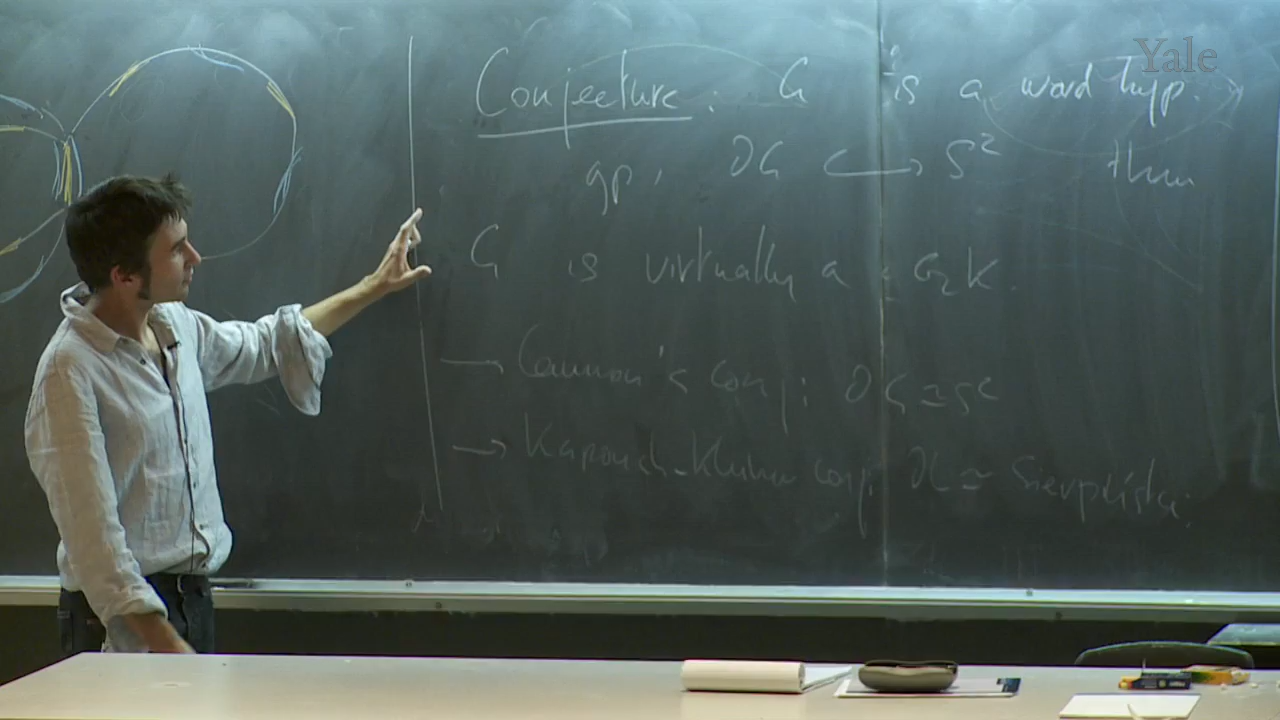 Yale
Conjecture: G is a word hyp.
gp, ∂G ↪ S² then
G is virtually a c G2K.
→ Cannon's conj: ∂G ≃ S²
→ Kapovich-Kleiner conj. ∂G ≃ Sierpiński